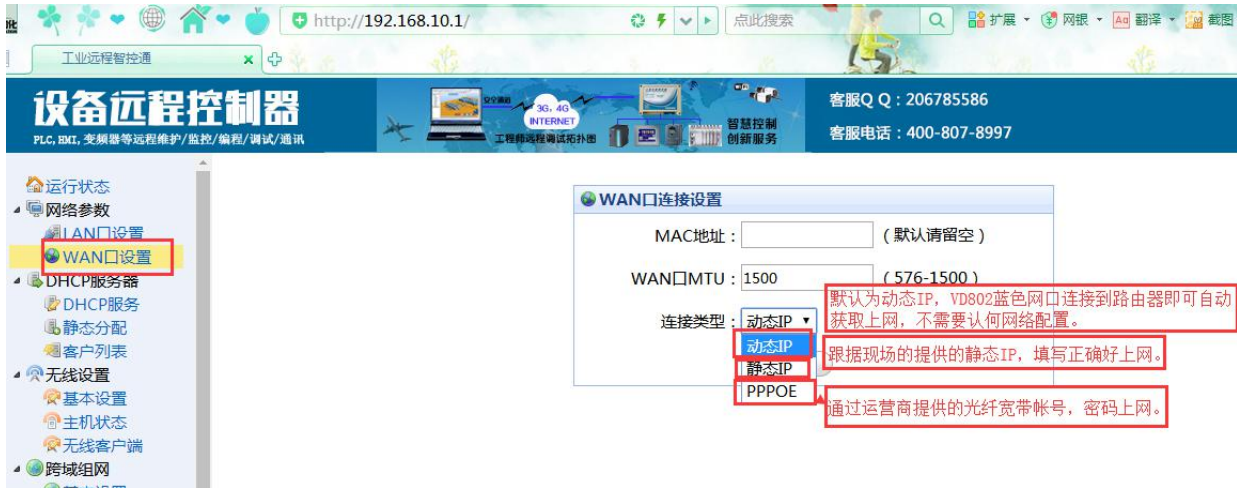 http://192.168.10.1/
点此搜索
扩展
网银
翻译
截图
工业远程智控通
设备远程控制器
PLC, HMI, 变频器等远程维护/监控/编程/调试/通讯
3G, 4G
INTERNET
工程师远程调试拓扑图
智慧控制
创新服务
客服Q Q：206785586
客服电话：400-807-8997
运行状态
网络参数
LAN口设置
WAN口设置
DHCP服务器
DHCP服务
静态分配
客户列表
无线设置
基本设置
主机状态
无线客户端
跨域组网
WAN口连接设置
MAC地址：
(默认请留空)
WAN口MTU：1500
(576-1500)
连接类型：动态IP
动态IP
静态IP
PPPOE
默认为动态IP，VD802蓝色网口连接到路由器即可自动
获取上网，不需要认何网络配置。
跟据现场的提供的静态IP，填写正确好上网。
通过运营商提供的光纤宽带帐号，密码上网。